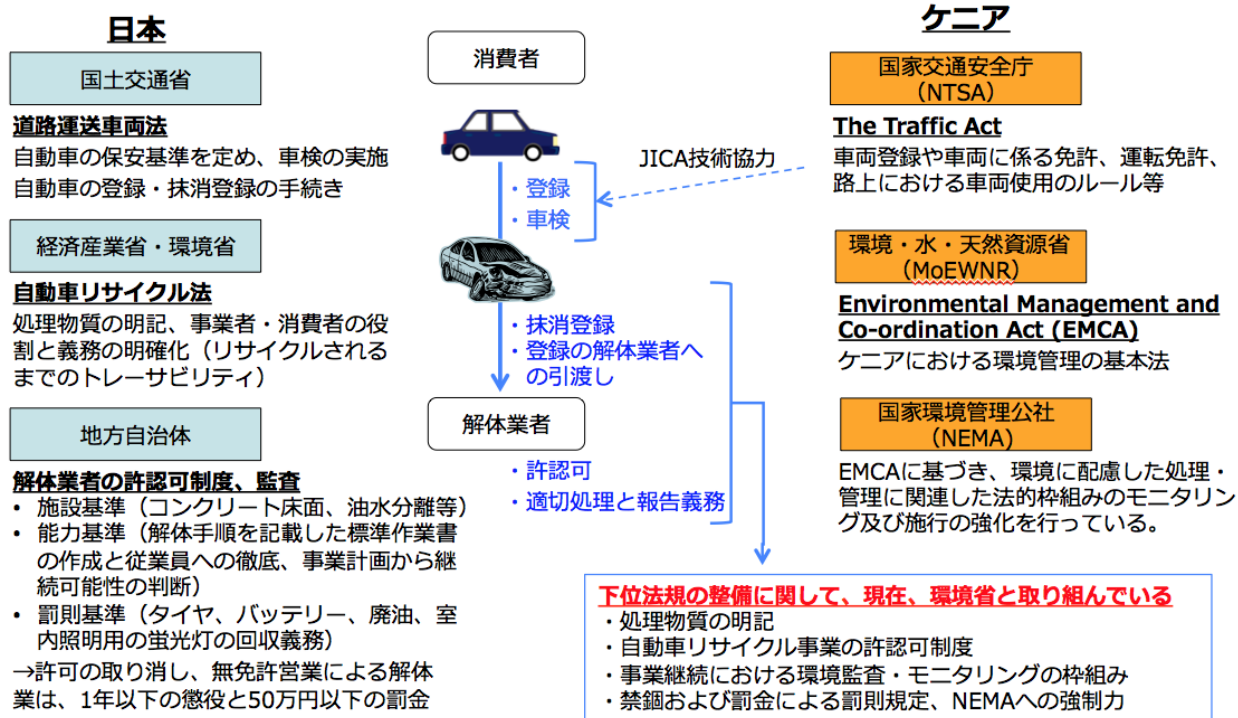 日本
国土交通省
道路運送車両法
自動車の保安基準を定め、車検の実施
自動車の登録・抹消登録の手続き
経済産業省・環境省
自動車リサイクル法
処理物質の明記、事業者・消費者の役
割と義務の明確化（リサイクルされる
までのトレーサビリティ）
地方自治体
解体業者の許認可制度、監査
• 施設基準（コンクリート床面、油水分離等）
• 能力基準（解体手順を記載した標準作業書
の作成と従業員への徹底、事業計画から継
続可能性の判断）
• 罰則基準（タイヤ、バッテリー、廃油、室
内照明用の蛍光灯の回収義務）
→許可の取り消し、無免許営業による解体
業は、1年以下の懲役と50万円以下の罰金
消費者
・登録
・車検
JICA技術協力
・抹消登録
・登録の解体業者へ
の引渡し
解体業者
・許認可
・適切処理と報告義務
ケニア
国家交通安全庁
（NTSA）
The Traffic Act
車両登録や車両に係る免許、運転免許、
路上における車両使用のルール等
環境・水・天然資源省
（MoEWNR）
Environmental Management and
Co-ordination Act (EMCA)
ケニアにおける環境管理の基本法
国家環境管理公社
（NEMA）
EMCAに基づき、環境に配慮した処理・
管理に関連した法的枠組みのモニタリン
グ及び施行の強化を行っている。
下位法規の整備に関して、現在、環境省と取り組んでいる
・処理物質の明記
・自動車リサイクル事業の許認可制度
・事業継続における環境監査・モニタリングの枠組み
・禁錮および罰金による罰則規定、NEMAへの強制力